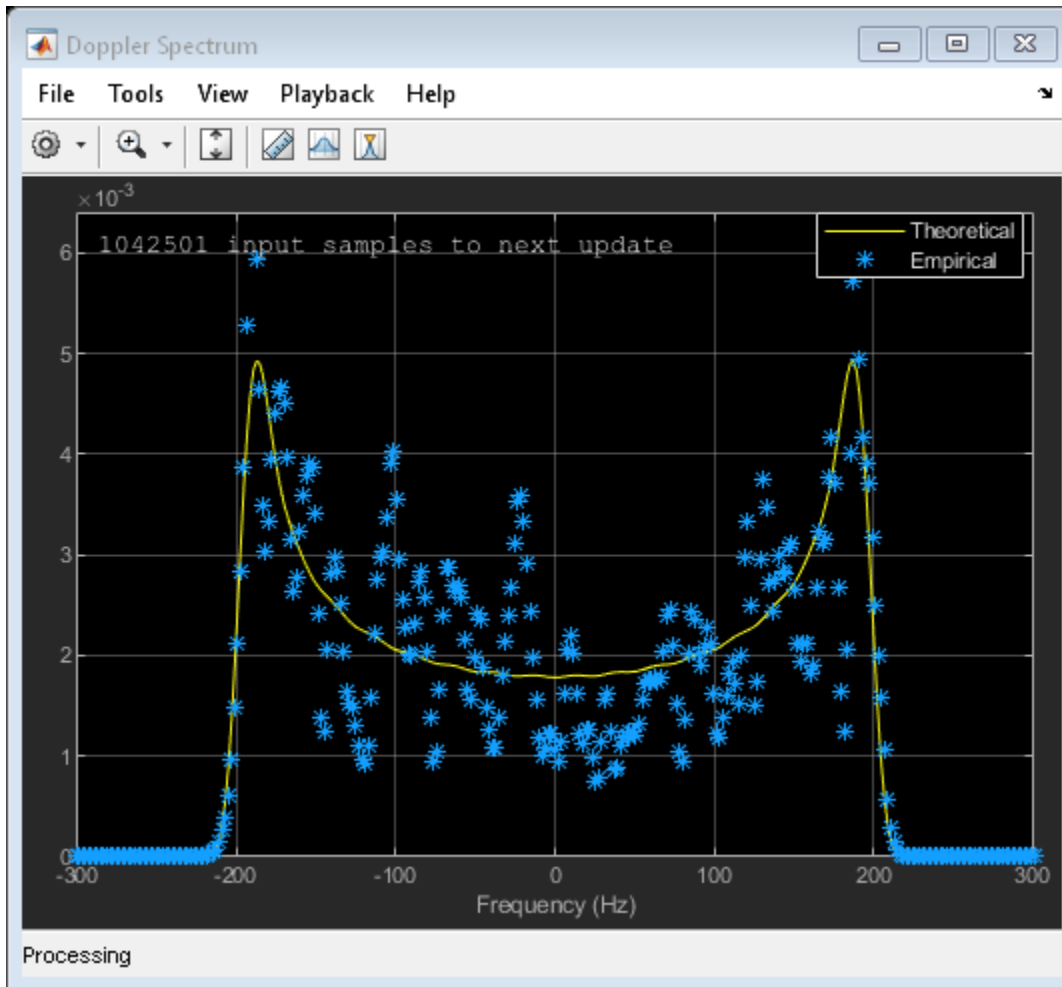 Doppler Spectrum
File Tools View Playback Help
×10-3
1042501 input samples to next update
Theoretical
Empirical
6
5
4
3
2
1
0
-300 -200 -100 0 100 200 300
Frequency (Hz)
Processing